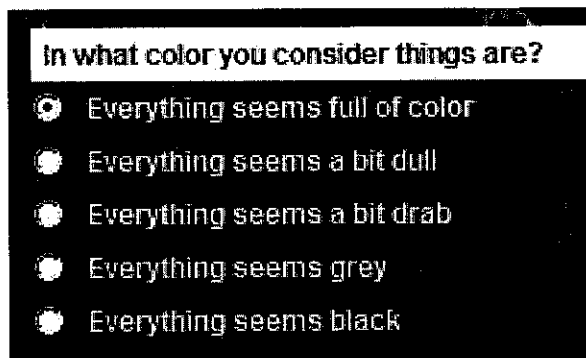 In what color you consider things are?
Everything seems full of color
Everything seems a bit dull
Everything seems a bit drab
Everything seems grey
Everything seems black